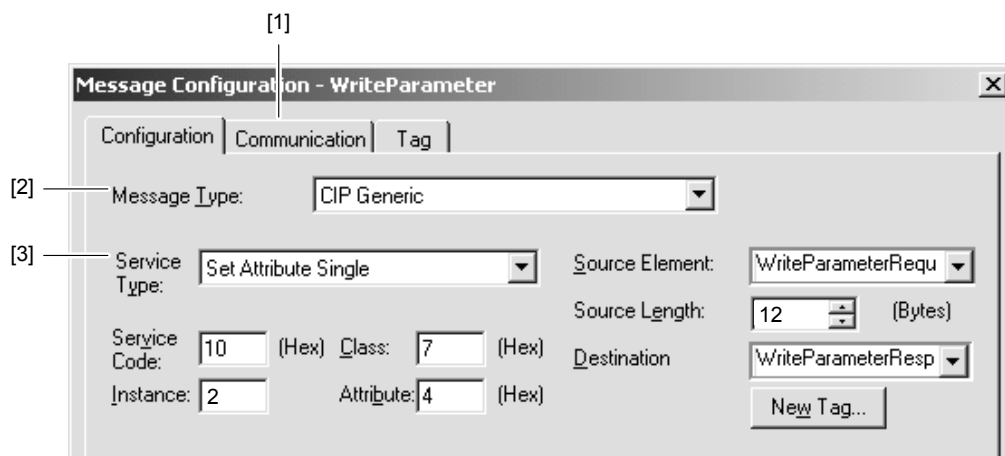 [1]
Message Configuration - WriteParameter
Configuration Communication Tag
[2] Message Type: CIP Generic
[3] Service Type: Set Attribute Single
Source Element: WriteParameterRequ
Source Length: 12 (Bytes)
Service Code: 10 (Hex) Class: 7 (Hex)
Destination WriteParameterResp
Instance: 2 Attribute: 4 (Hex)
New Tag...